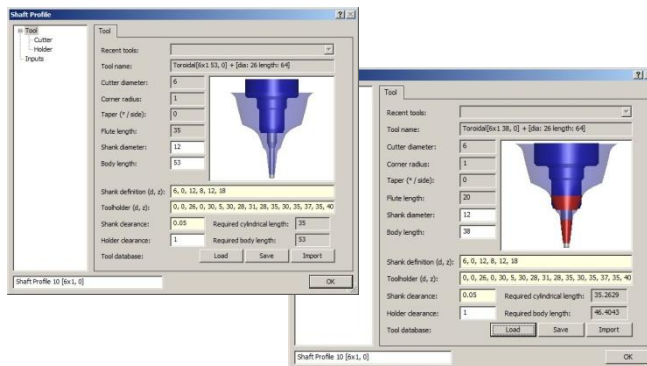 Shaft Profile
Tool
Cutter
Holder
Inputs
Tool
Recent tools:
Tool name: Toroidal[6x1 53, 0] + [dia: 26 length: 64]
Cutter diameter: 6
Corner radius: 1
Taper (° / side): 0
Flute length: 35
Shank diameter: 12
Body length: 53
Shank definition (d, z): 6, 0, 12, 8, 12, 18
Toolholder (d, z): 0, 0, 26, 0, 30, 5, 30, 28, 31, 28, 35, 30, 35, 37, 35, 40
Shank clearance: 0.05 Required cylindrical length: 35
Holder clearance: 1 Required body length: 53
Tool database: Load Save Import
Shaft Profile 10 [6x1, 0] OK
Tool
Recent tools:
Tool name: Toroidal[6x1 38, 0] + [dia: 26 length: 64]
Cutter diameter: 6
Corner radius: 1
Taper (° / side): 0
Flute length: 20
Shank diameter: 12
Body length: 38
Shank definition (d, z): 6, 0, 12, 8, 12, 18
Toolholder (d, z): 0, 0, 26, 0, 30, 5, 30, 28, 31, 28, 35, 30, 35, 37, 35, 40
Shank clearance: 0.05 Required cylindrical length: 35.2629
Holder clearance: 1 Required body length: 46.4043
Tool database: Load Save Import
Shaft Profile 10 [6x1, 0] OK